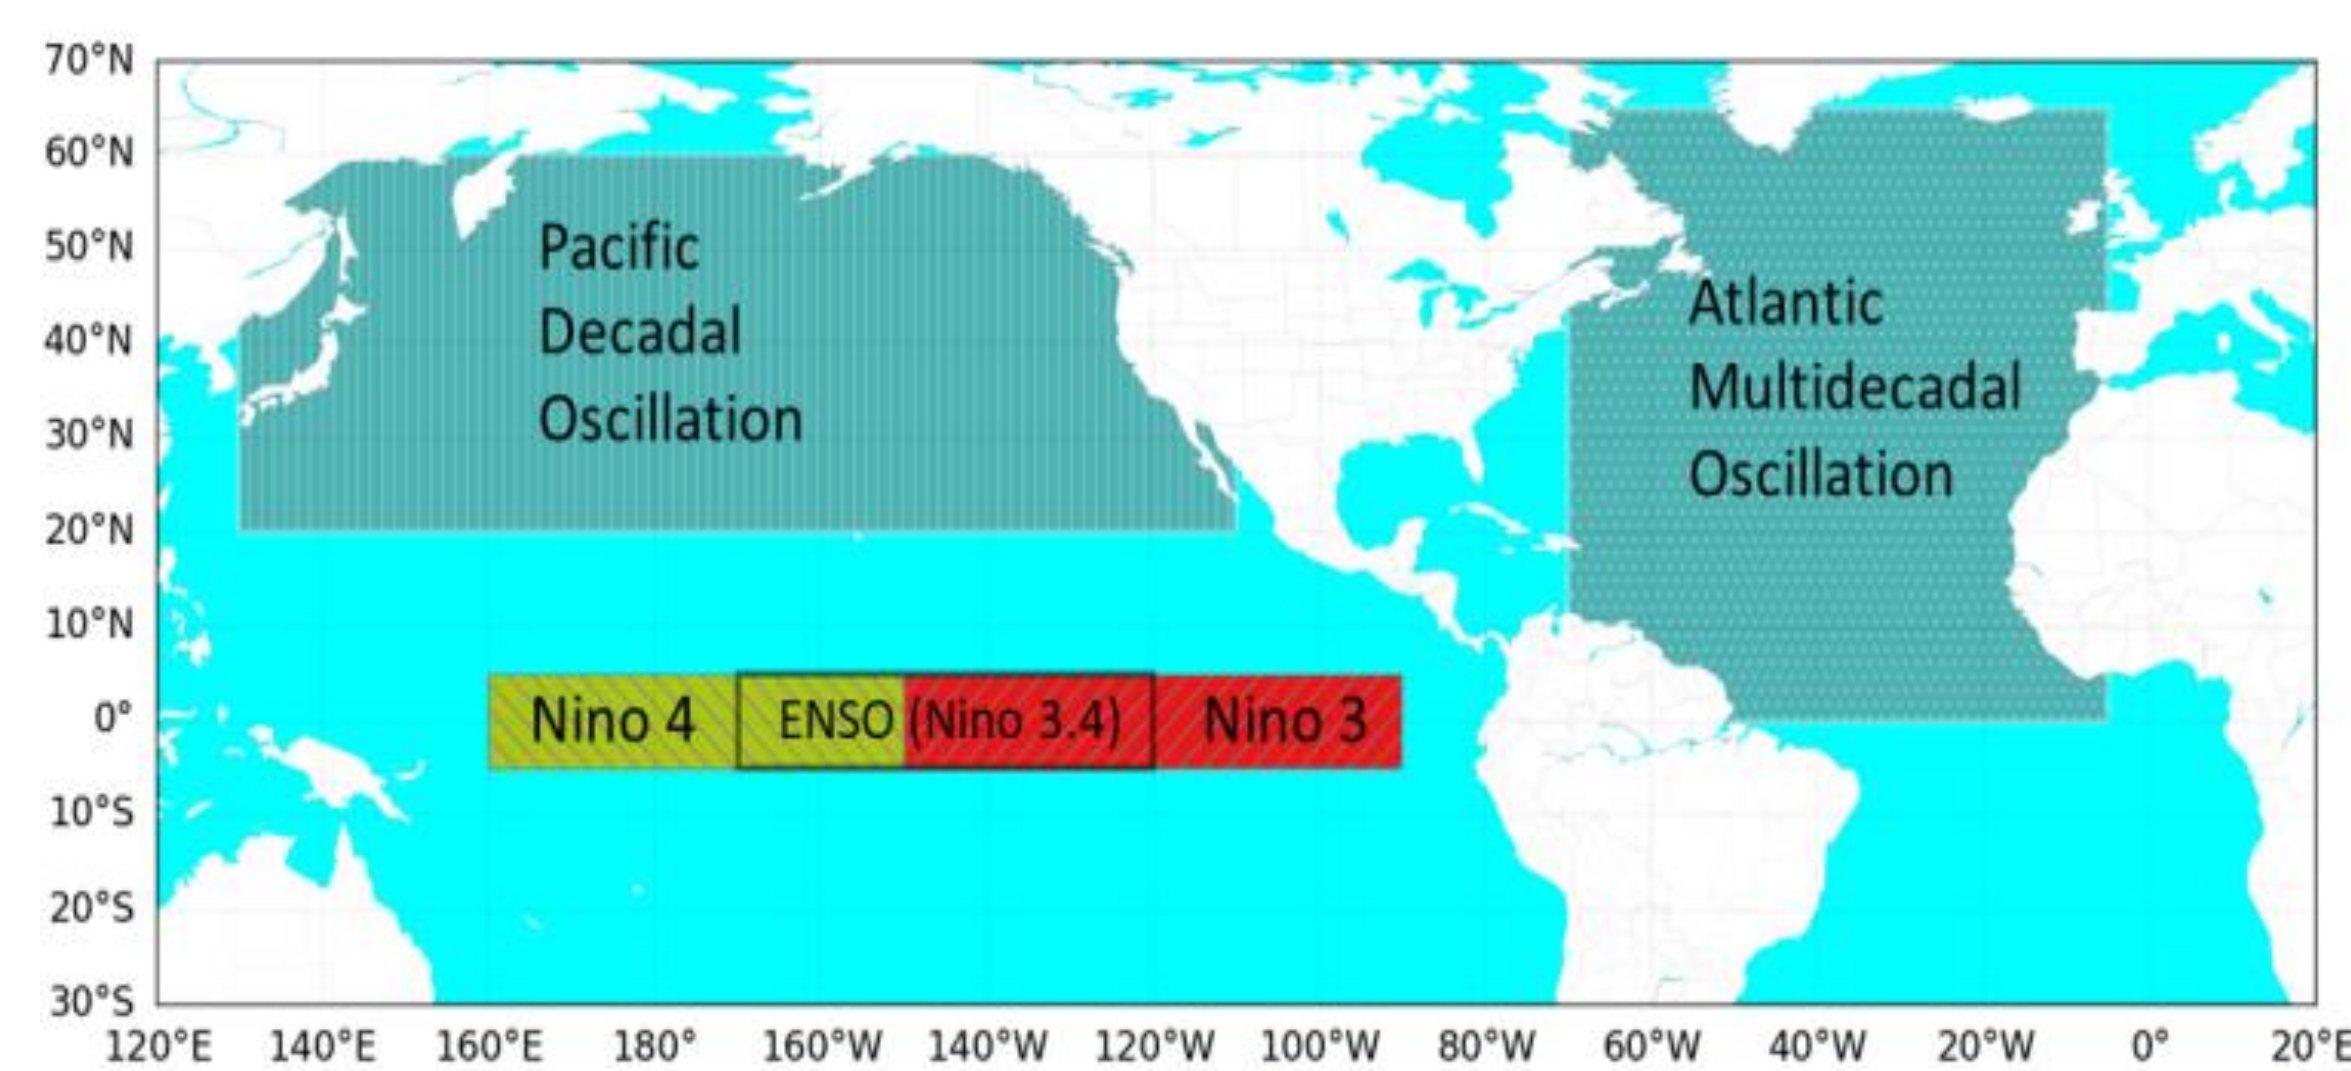 70°N
60°N
50°N
40°N
30°N
20°N
10°N
0°
10°S
20°S
30°S
Pacific
Decadal
Oscillation
Atlantic
Multidecadal
Oscillation
Nino 4
ENSO (Nino 3.4)
Nino 3
120°E 140°E 160°E 180° 160°W 140°W 120°W 100°W 80°W 60°W 40°W 20°W 0° 20°E